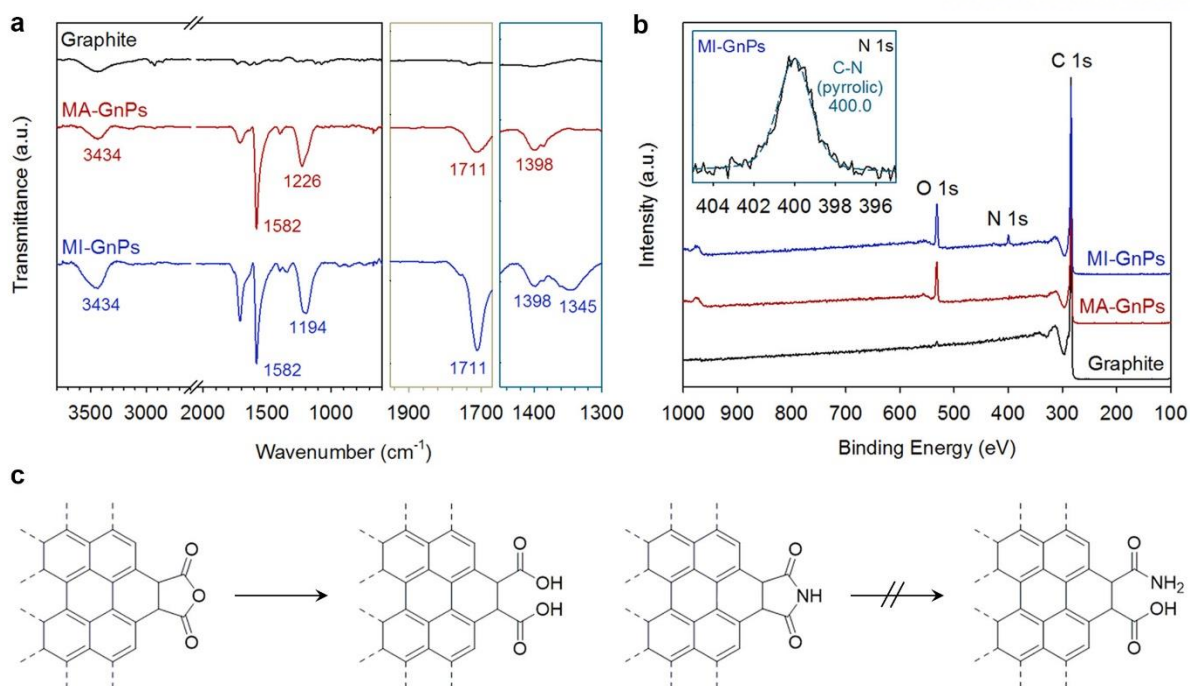 a
Graphite
MA-GnPs
3434
1226
1582
1711
1398
MI-GnPs
3434
1194
1582
1711
1398
1345
Transmittance (a.u.)
3500 3000 2000 1500 1000
1900 1700
1400 1300
Wavenumber (cm⁻¹)
b
MI-GnPs
N 1s
C-N
(pyrrolic)
400.0
404 402 400 398 396
C 1s
O 1s
N 1s
MI-GnPs
MA-GnPs
Graphite
Intensity (a.u.)
1000 900 800 700 600 500 400 300 200 100
Binding Energy (eV)
c
O
O
O
O
OH
OH
O
O
NH
O
O
NH₂
OH
O